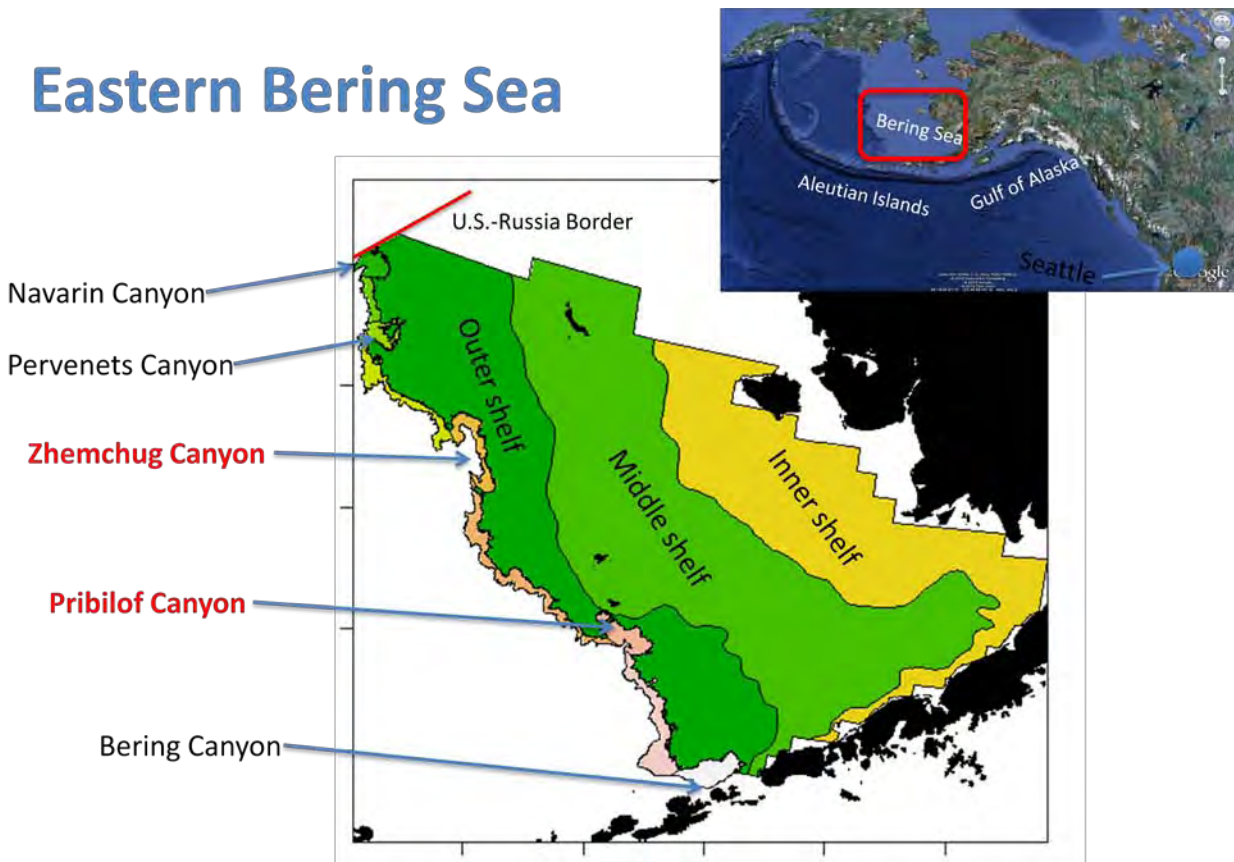 Eastern Bering Sea
Bering Sea
Aleutian Islands
Gulf of Alaska
Seattle
U.S.-Russia Border
Navarin Canyon
Pervenets Canyon
Zhemchug Canyon
Pribilof Canyon
Bering Canyon
Outer shelf
Middle shelf
Inner shelf